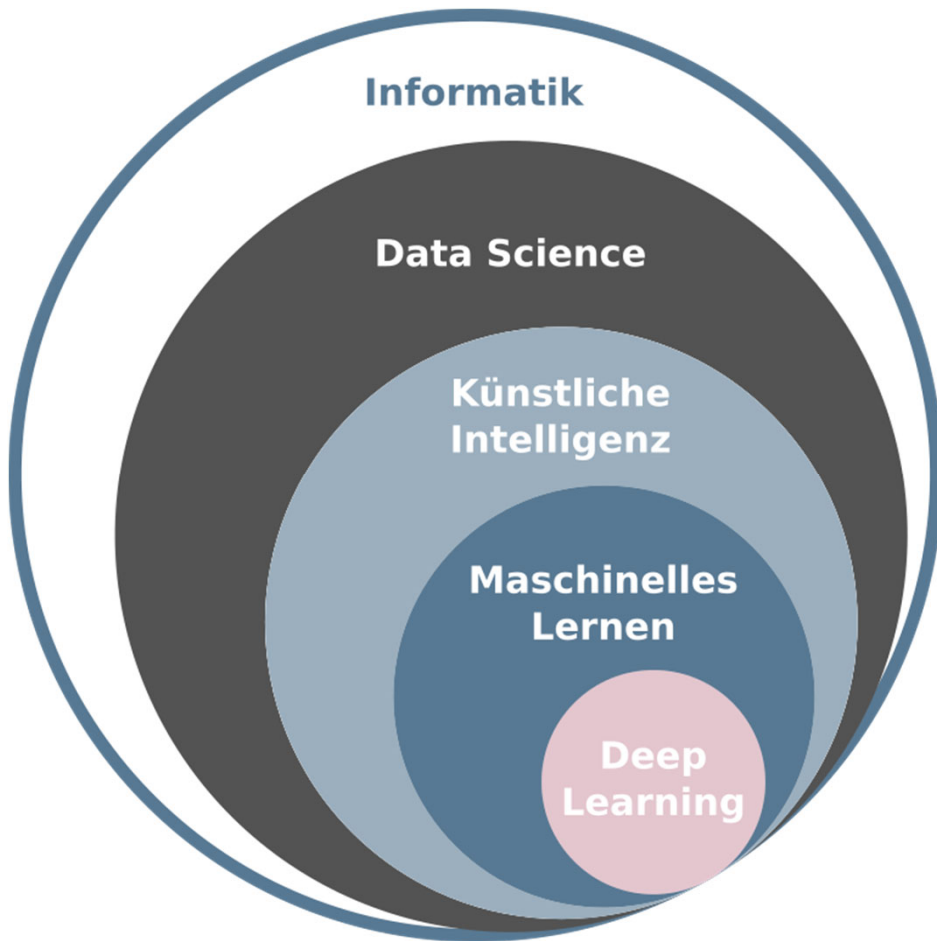 Informatik
Data Science
Künstliche
Intelligenz
Maschinelles
Lernen
Deep
Learning